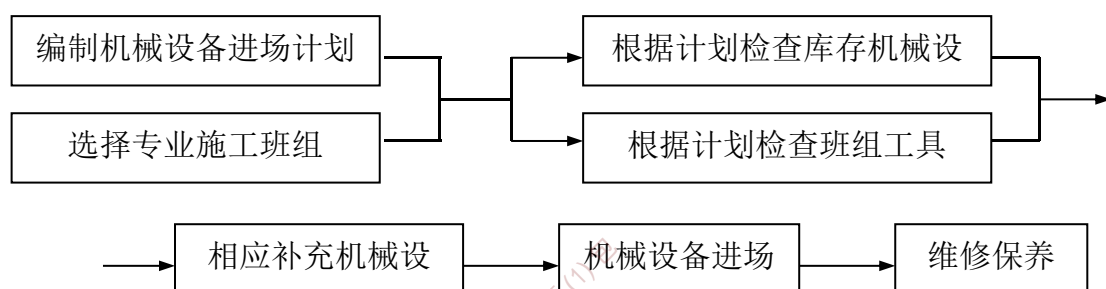 编制机械设备进场计划
根据计划检查库存机械设
选择专业施工班组
根据计划检查班组工具
相应补充机械设
机械设备进场
维修保养